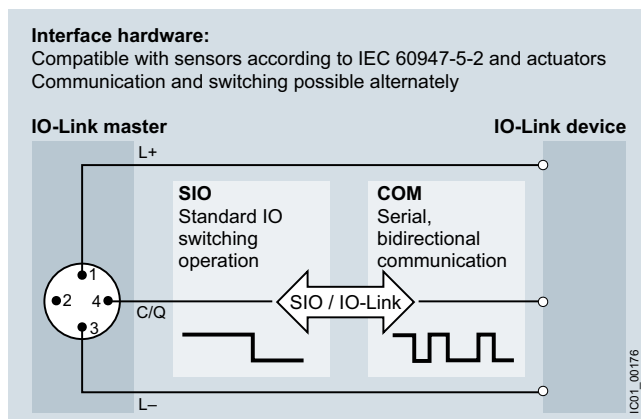 Interface hardware:
Compatible with sensors according to IEC 60947-5-2 and actuators
Communication and switching possible alternately
IO-Link master
IO-Link device
L+
SIO
Standard IO
switching
operation
COM
Serial,
bidirectional
communication
1
2
4
3
C/Q
SIO / IO-Link
L–
IC01_00176